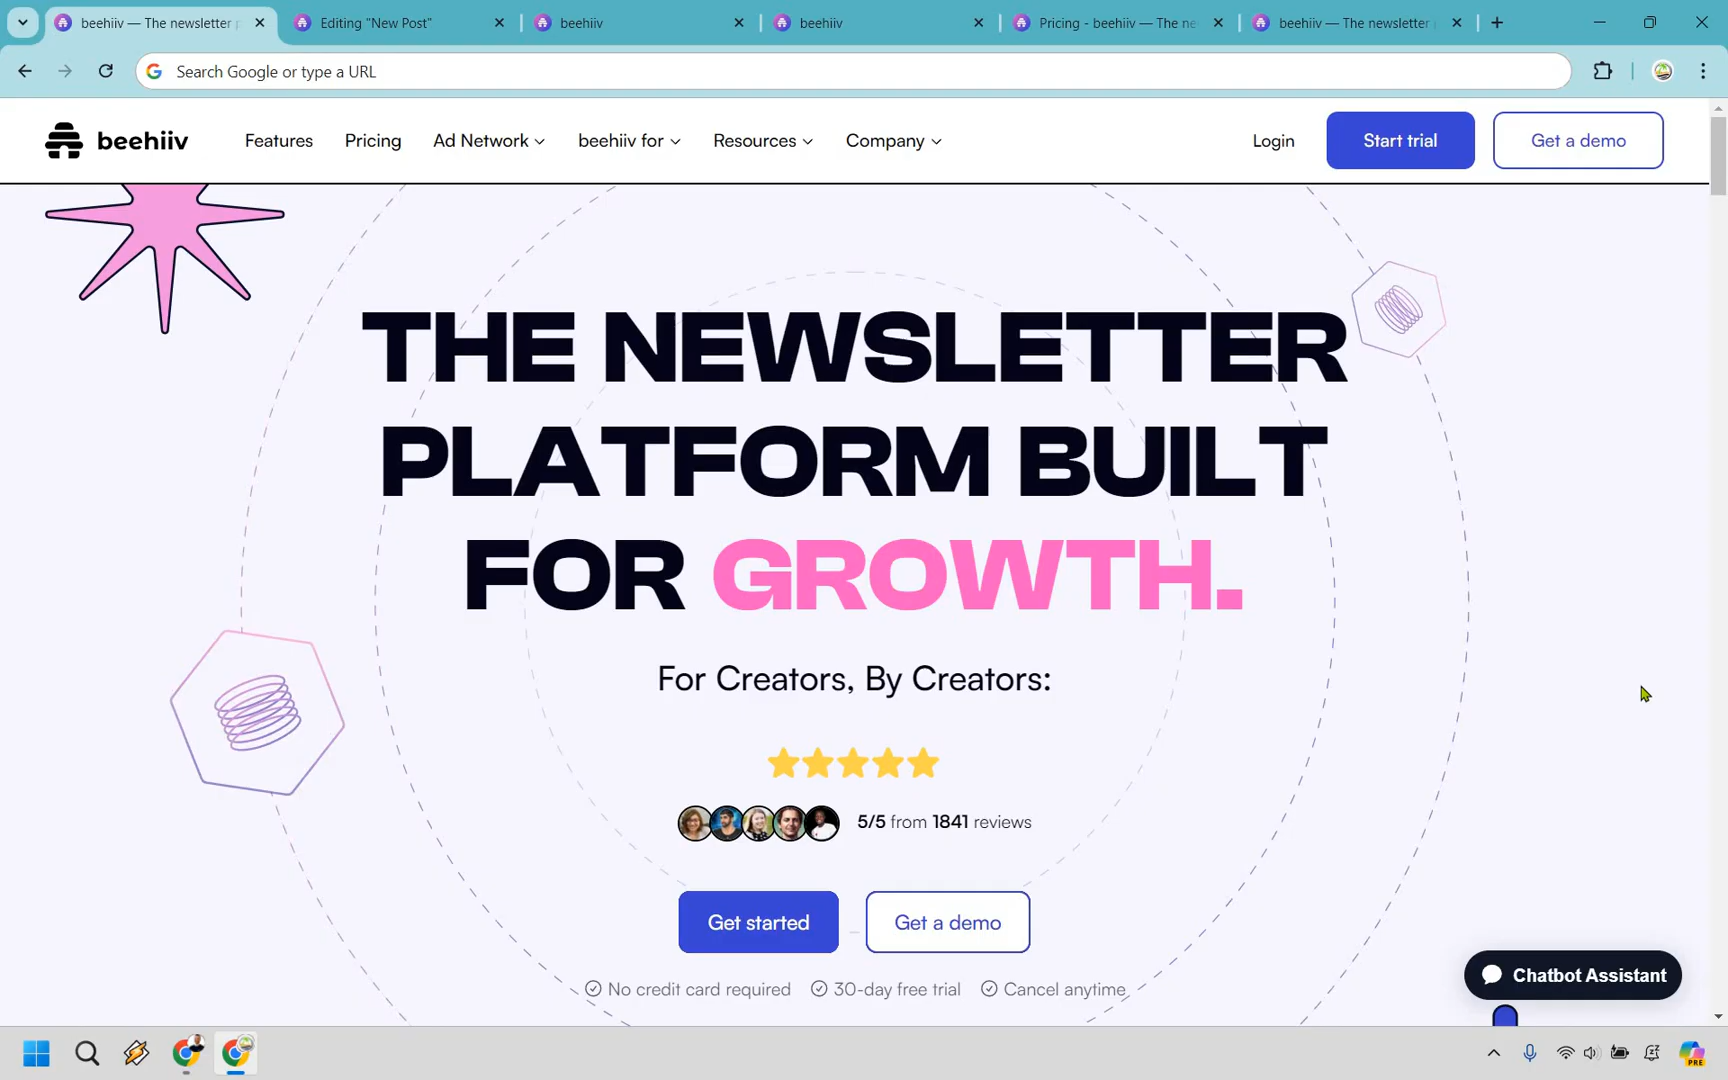 beehiiv — The newsletter p
Editing "New Post"
beehiiv
beehiiv
Pricing - beehiiv — The ne
beehiiv — The newsletter
Search Google or type a URL
beehiiv
Features
Pricing
Ad Network
beehiiv for
Resources
Company
Login
Start trial
Get a demo
THE NEWSLETTER
PLATFORM BUILT
FOR GROWTH.
For Creators, By Creators:
5/5 from 1841 reviews
Get started
Get a demo
No credit card required
30-day free trial
Cancel anytime
Chatbot Assistant
PRE